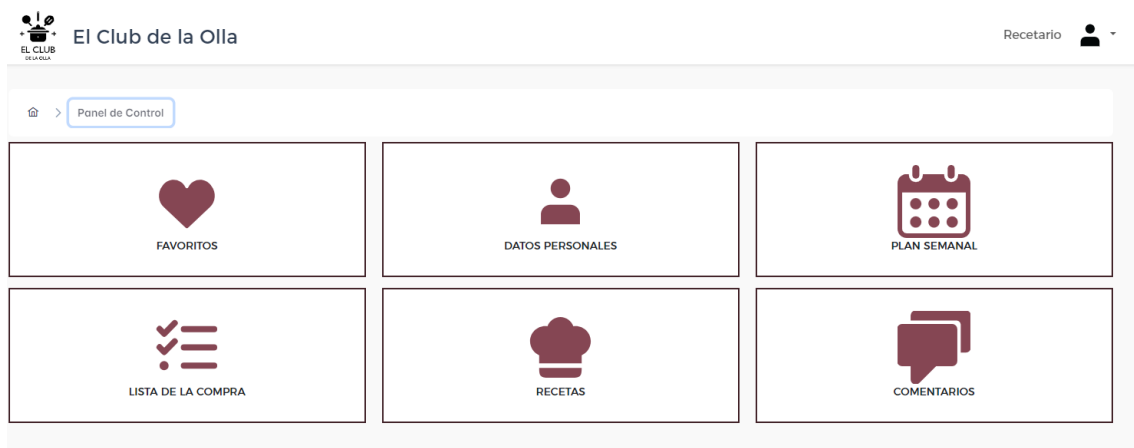 EL CLUB
DE LA OLLA
El Club de la Olla
Recetario
Panel de Control
FAVORITOS
DATOS PERSONALES
PLAN SEMANAL
LISTA DE LA COMPRA
RECETAS
COMENTARIOS